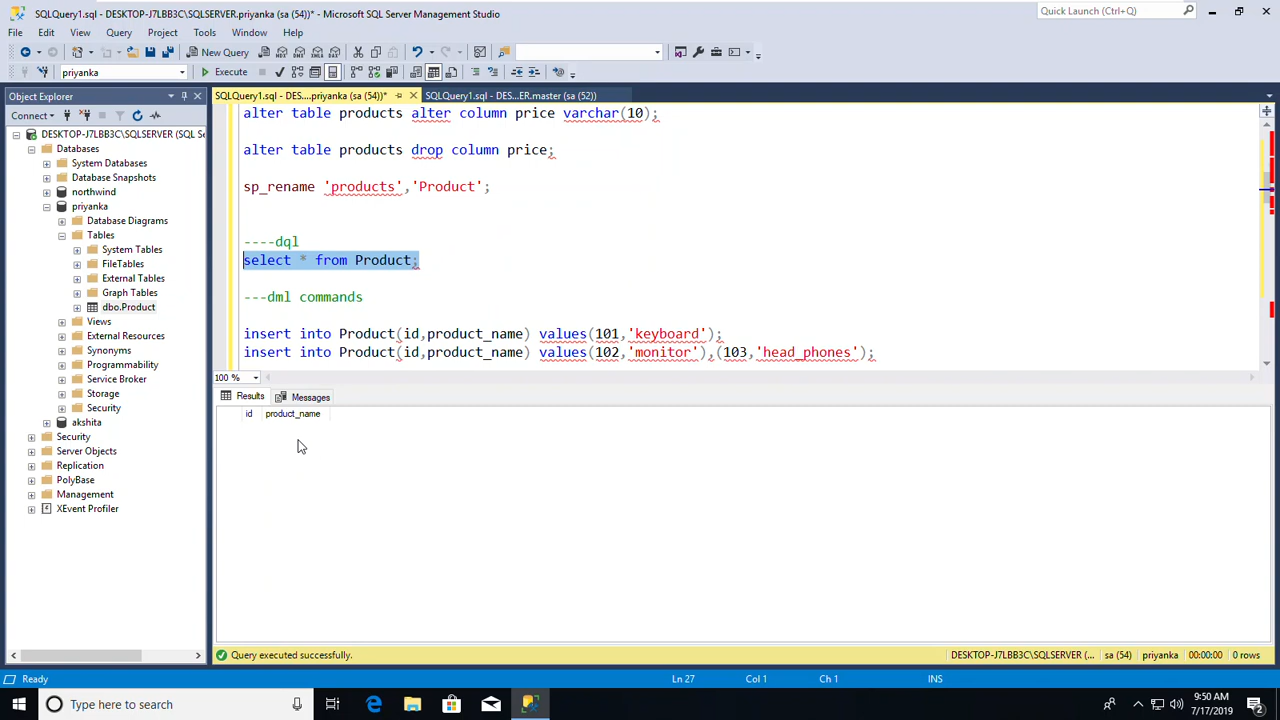 SQLQuery1.sql - DESKTOP-J7LBB3C\SQLSERVER.priyanka (sa (54))* - Microsoft SQL Server Management Studio
Quick Launch (Ctrl+Q)
File Edit View Query Project Tools Window Help
New Query
MDX DMX XMLA DAX
priyanka
Execute
Object Explorer
SQLQuery1.sql - DES....priyanka (sa (54))*
SQLQuery1.sql - DES...ER.master (sa (52))
Connect
DESKTOP-J7LBB3C\SQLSERVER (SQL Se
Databases
System Databases
Database Snapshots
northwind
priyanka
Database Diagrams
Tables
System Tables
FileTables
External Tables
Graph Tables
dbo.Product
Views
External Resources
Synonyms
Programmability
Service Broker
Storage
Security
akshita
Security
Server Objects
Replication
PolyBase
Management
XEvent Profiler
alter table products alter column price varchar(10);
alter table products drop column price;
sp_rename 'products','Product';
----dql
select * from Product;
---dml commands
insert into Product(id,product_name) values(101,'keyboard');
insert into Product(id,product_name) values(102,'monitor'),(103,'head_phones');
100 %
Results Messages
id product_name
Query executed successfully.
DESKTOP-J7LBB3C\SQLSERVER (... sa (54) priyanka 00:00:00 0 rows
Ready
Ln 27 Col 1 Ch 1 INS
Type here to search
9:50 AM
7/17/2019
2